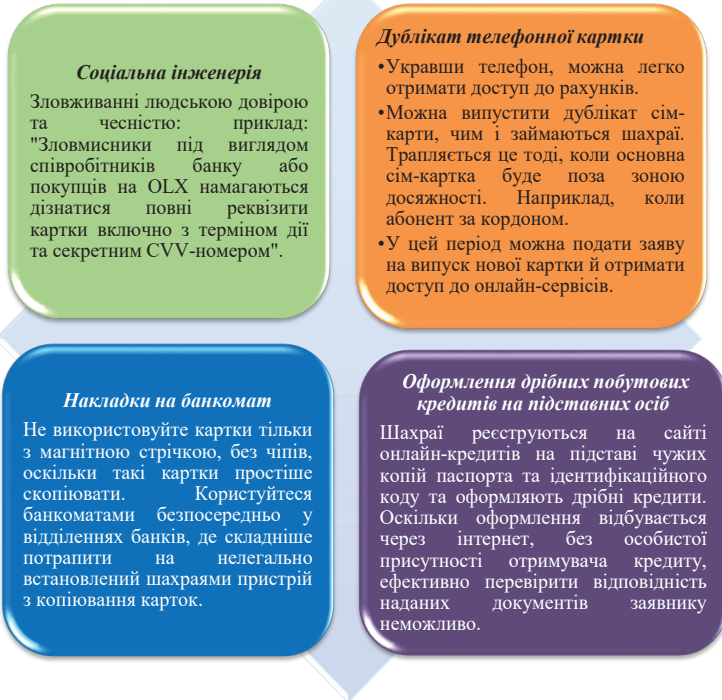 Соціальна інженерія
Зловживанні людською довірою
та чесністю: приклад:
"Зловмисники під виглядом
співробітників банку або
покупців на OLX намагаються
дізнатися повні реквізити
картки включно з терміном дії
та секретним CVV-номером".
Дублікат телефонної картки
•Укравши телефон, можна легко
отримати доступ до рахунків.
•Можна випустити дублікат сім-
карти, чим і займаються шахраї.
Трапляється це тоді, коли основна
сім-картка буде поза зоною
досяжності. Наприклад, коли
абонент за кордоном.
•У цей період можна подати заяву
на випуск нової картки й отримати
доступ до онлайн-сервісів.
Накладки на банкомат
Не використовуйте картки тільки
з магнітною стрічкою, без чіпів,
оскільки такі картки простіше
скопіювати. Користуйтеся
банкоматами безпосередньо у
відділеннях банків, де складніше
потрапити на нелегально
встановлений шахраями пристрій
з копіювання карток.
Оформлення дрібних побутових
кредитів на підставних осіб
Шахраї реєструються на сайті
онлайн-кредитів на підставі чужих
копій паспорта та ідентифікаційного
коду та оформляють дрібні кредити.
Оскільки оформлення відбувається
через інтернет, без особистої
присутності отримувача кредиту,
ефективно перевірити відповідність
наданих документів заявнику
неможливо.